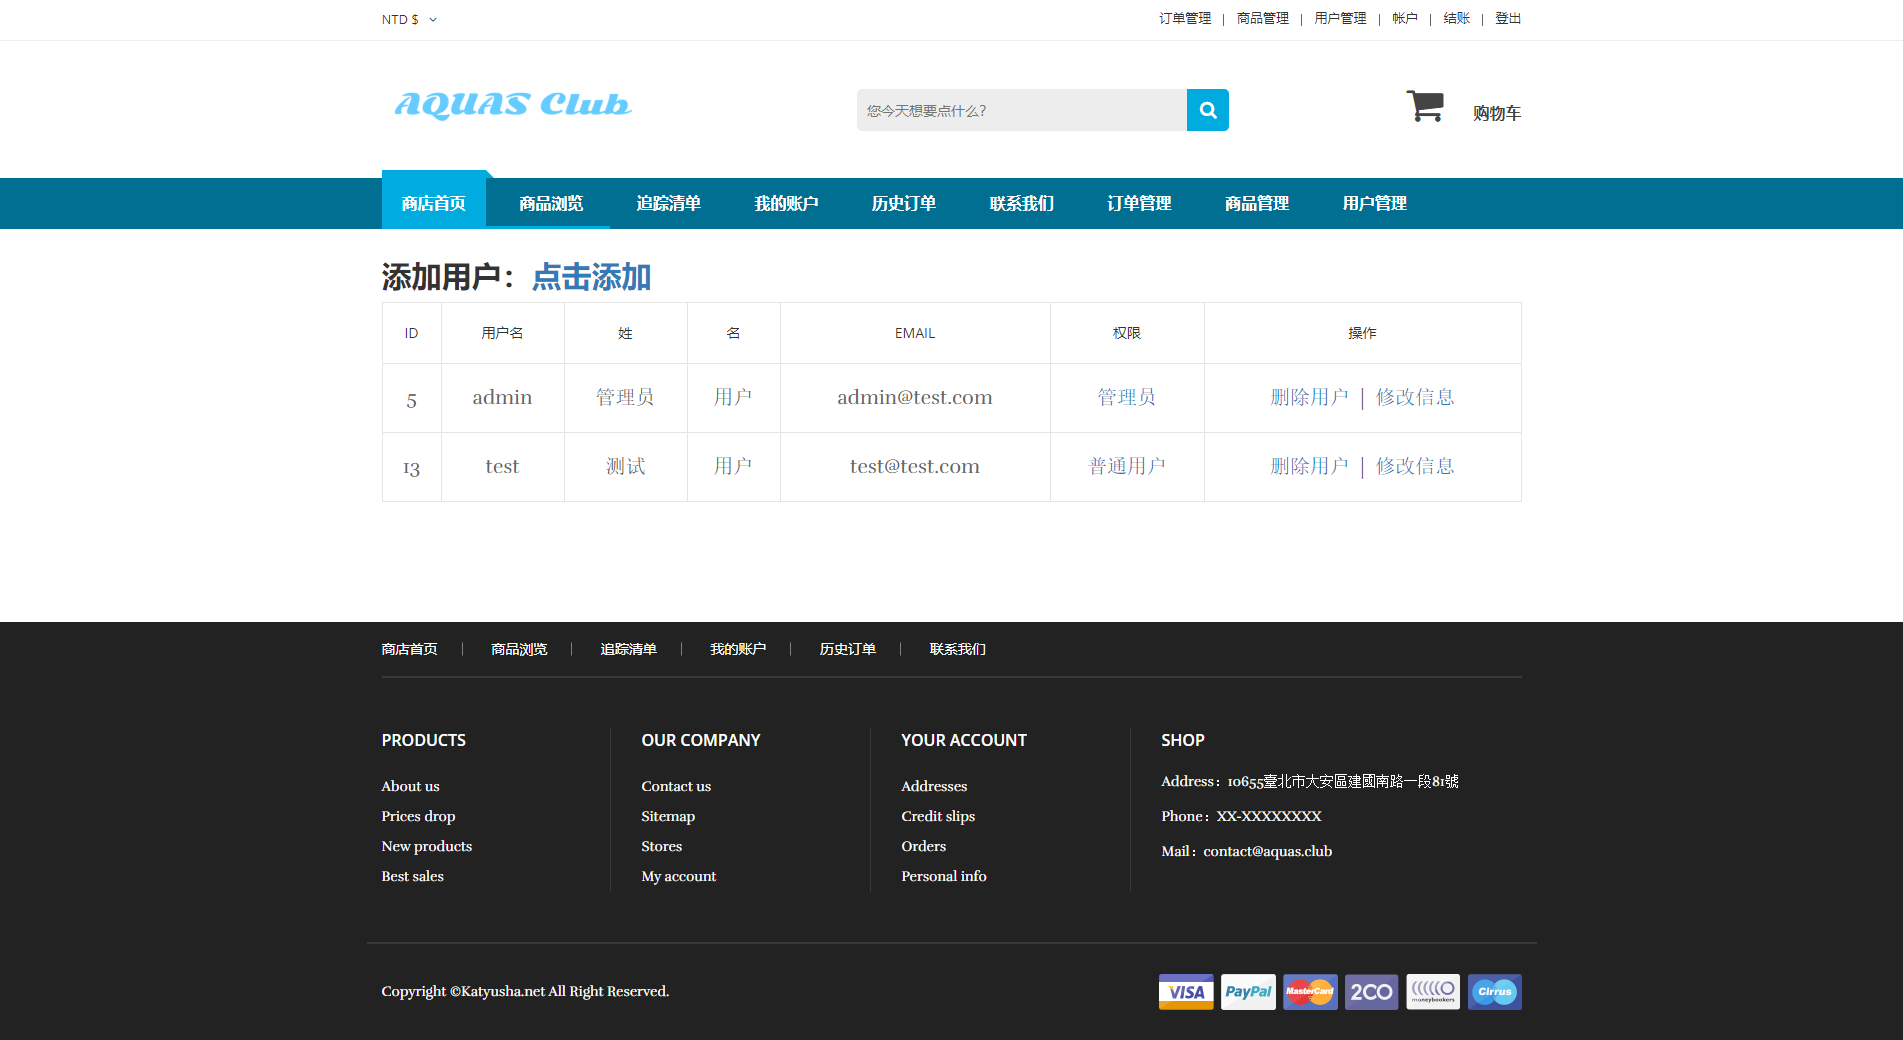 NTD $
订单管理 | 商品管理 | 用户管理 | 帐户 | 结账 | 登出
AQUAS Club
您今天想要点什么?
购物车
商店首页 商品浏览 追踪清单 我的账户 历史订单 联系我们 订单管理 商品管理 用户管理
添加用户：点击添加
ID 用户名 姓 名 EMAIL 权限 操作
5 admin 管理员 用户 admin@test.com 管理员 删除用户 | 修改信息
13 test 测试 用户 test@test.com 普通用户 删除用户 | 修改信息
商店首页 | 商品浏览 | 追踪清单 | 我的账户 | 历史订单 | 联系我们
PRODUCTS
About us
Prices drop
New products
Best sales
OUR COMPANY
Contact us
Sitemap
Stores
My account
YOUR ACCOUNT
Addresses
Credit slips
Orders
Personal info
SHOP
Address：10655臺北市大安區建國南路一段81號
Phone：XX-XXXXXXXX
Mail：contact@aquas.club
Copyright ©Katyusha.net All Right Reserved.
VISA PayPal MasterCard 2CO moneybookers Cirrus